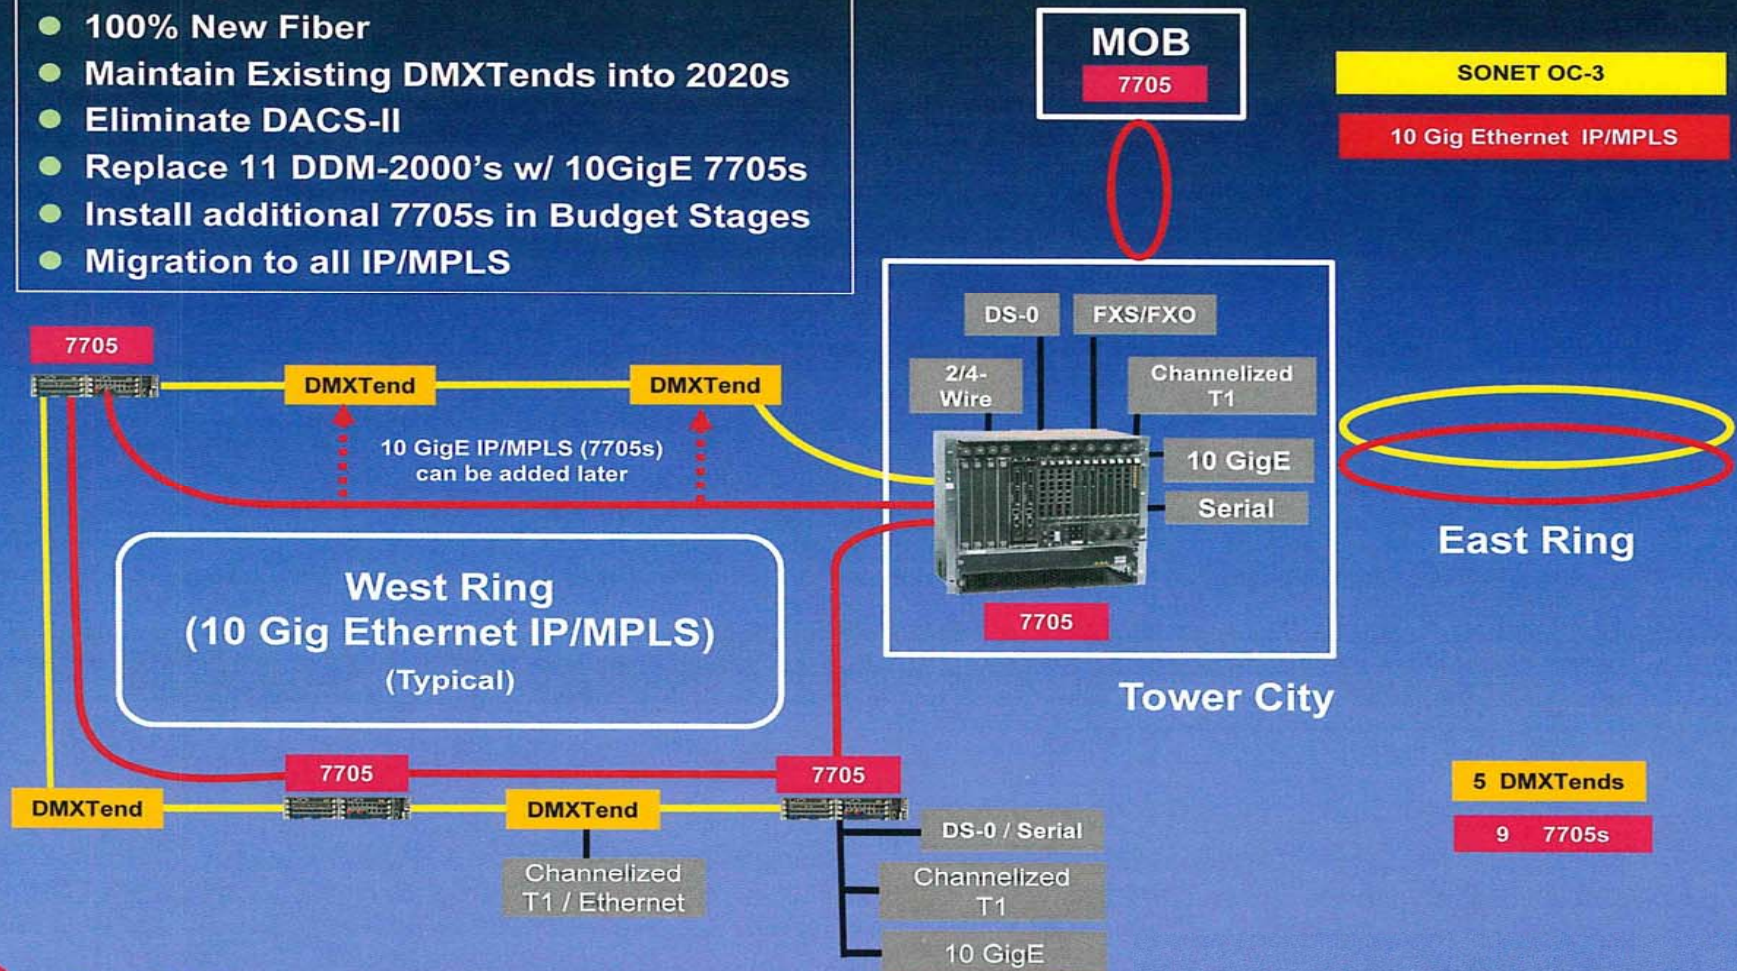 100% New Fiber
Maintain Existing DMXTends into 2020s
Eliminate DACS-II
Replace 11 DDM-2000's w/ 10GigE 7705s
Install additional 7705s in Budget Stages
Migration to all IP/MPLS
MOB
7705
SONET OC-3
10 Gig Ethernet IP/MPLS
7705
DMXTend
DMXTend
10 GigE IP/MPLS (7705s)
can be added later
DS-0
FXS/FXO
2/4-
Wire
Channelized
T1
10 GigE
Serial
7705
Tower City
East Ring
West Ring
(10 Gig Ethernet IP/MPLS)
(Typical)
7705
7705
DMXTend
DMXTend
Channelized
T1 / Ethernet
DS-0 / Serial
Channelized
T1
10 GigE
5 DMXTends
9 7705s